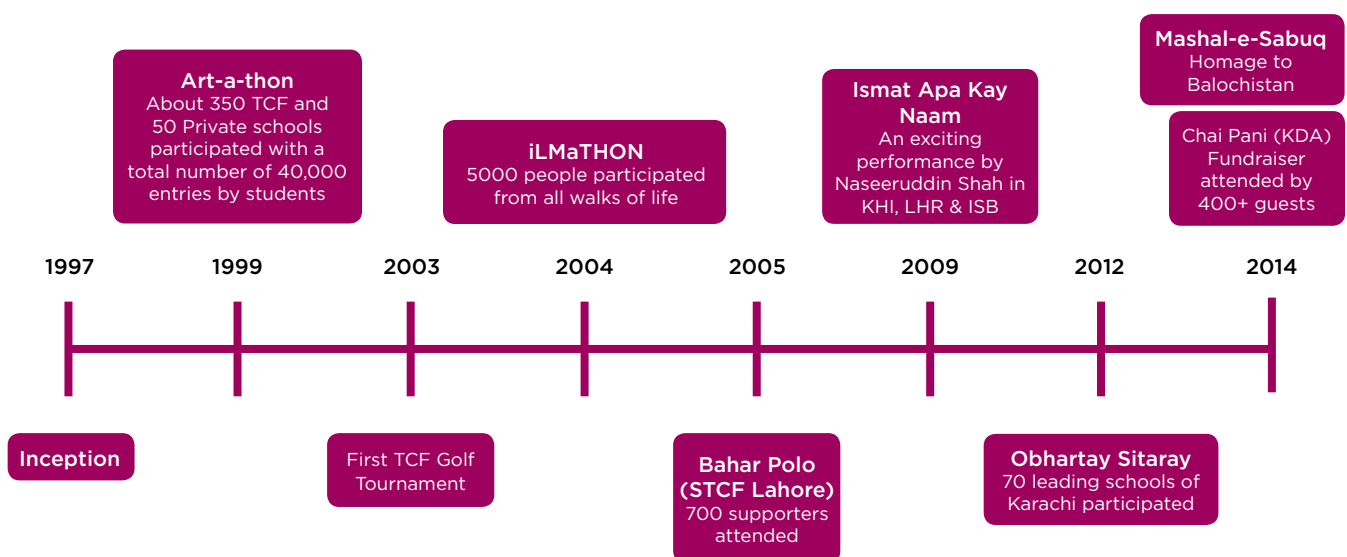 Mashal-e-Sabuq
Homage to
Balochistan
Art-a-thon
About 350 TCF and
50 Private schools
participated with a
total number of 40,000
entries by students
iLMaTHON
5000 people participated
from all walks of life
Ismat Apa Kay
Naam
An exciting
performance by
Naseeruddin Shah in
KHI, LHR & ISB
Chai Pani (KDA)
Fundraiser
attended by
400+ guests
1997 1999 2003 2004 2005 2009 2012 2014
Inception
First TCF Golf
Tournament
Bahar Polo
(STCF Lahore)
700 supporters
attended
Obhartay Sitaray
70 leading schools of
Karachi participated